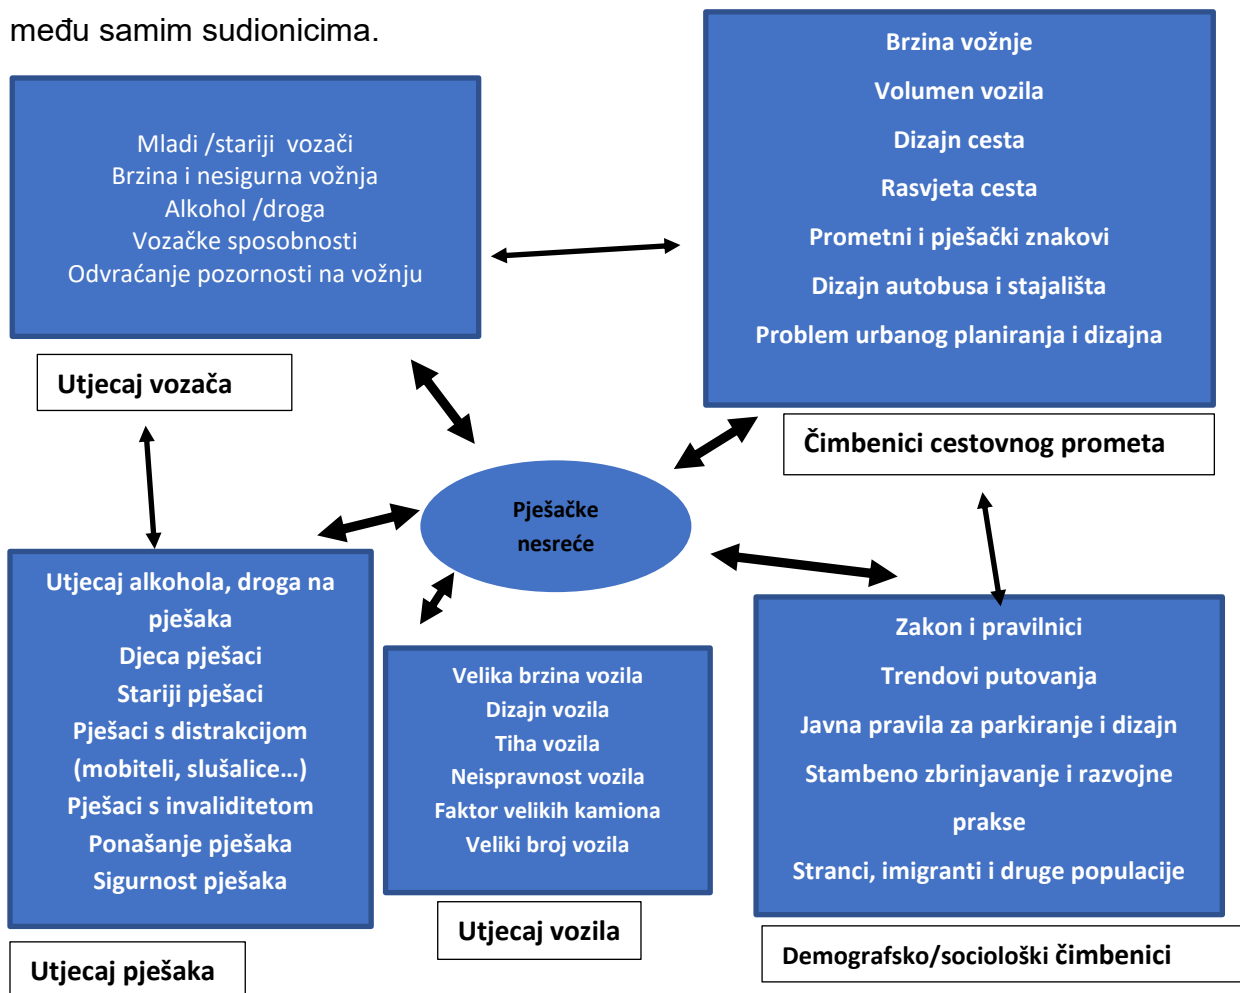 među samim sudionicima.
Mladi /stariji  vozači
Brzina i nesigurna vožnja
Alkohol /droga
Vozačke sposobnosti
Odvraćanje pozornosti na vožnju
Utjecaj vozača
Brzina vožnje
Volumen vozila
Dizajn cesta
Rasvjeta cesta
Prometni i pješački znakovi
Dizajn autobusa i stajališta
Problem urbanog planiranja i dizajna
Čimbenici cestovnog prometa
Pješačke
nesreće
Utjecaj alkohola, droga na
pješaka
Djeca pješaci
Stariji pješaci
Pješaci s distrakcijom
(mobiteli, slušalice…)
Pješaci s invaliditetom
Ponašanje pješaka
Sigurnost pješaka
Utjecaj pješaka
Velika brzina vozila
Dizajn vozila
Tiha vozila
Neispravnost vozila
Faktor velikih kamiona
Veliki broj vozila
Utjecaj vozila
Zakon i pravilnici
Trendovi putovanja
Javna pravila za parkiranje i dizajn
Stambeno zbrinjavanje i razvojne
prakse
Stranci, imigranti i druge populacije
Demografsko/sociološki čimbenici